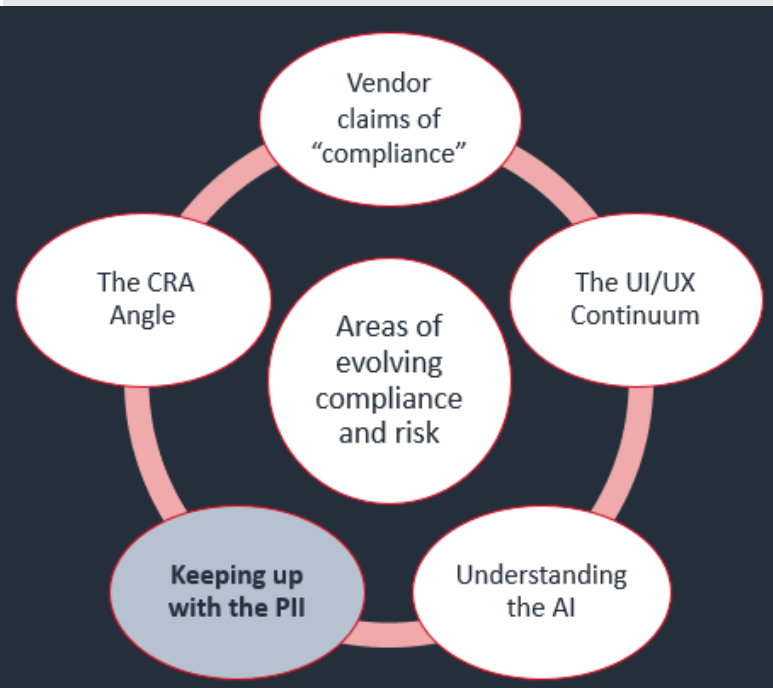 Vendor
claims of
“compliance”
The CRA
Angle
The UI/UX
Continuum
Areas of
evolving
compliance
and risk
Keeping up
with the PII
Understanding
the AI